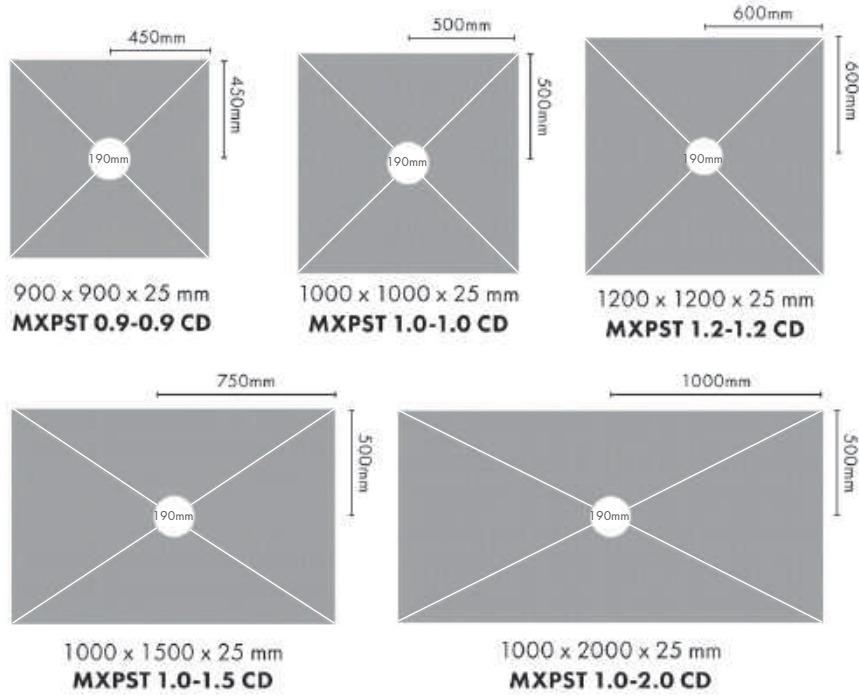 450mm
450mm
190mm
900 x 900 x 25 mm
MXPST 0.9-0.9 CD
500mm
500mm
190mm
1000 x 1000 x 25 mm
MXPST 1.0-1.0 CD
600mm
600mm
190mm
1200 x 1200 x 25 mm
MXPST 1.2-1.2 CD
750mm
500mm
190mm
1000 x 1500 x 25 mm
MXPST 1.0-1.5 CD
1000mm
500mm
190mm
1000 x 2000 x 25 mm
MXPST 1.0-2.0 CD